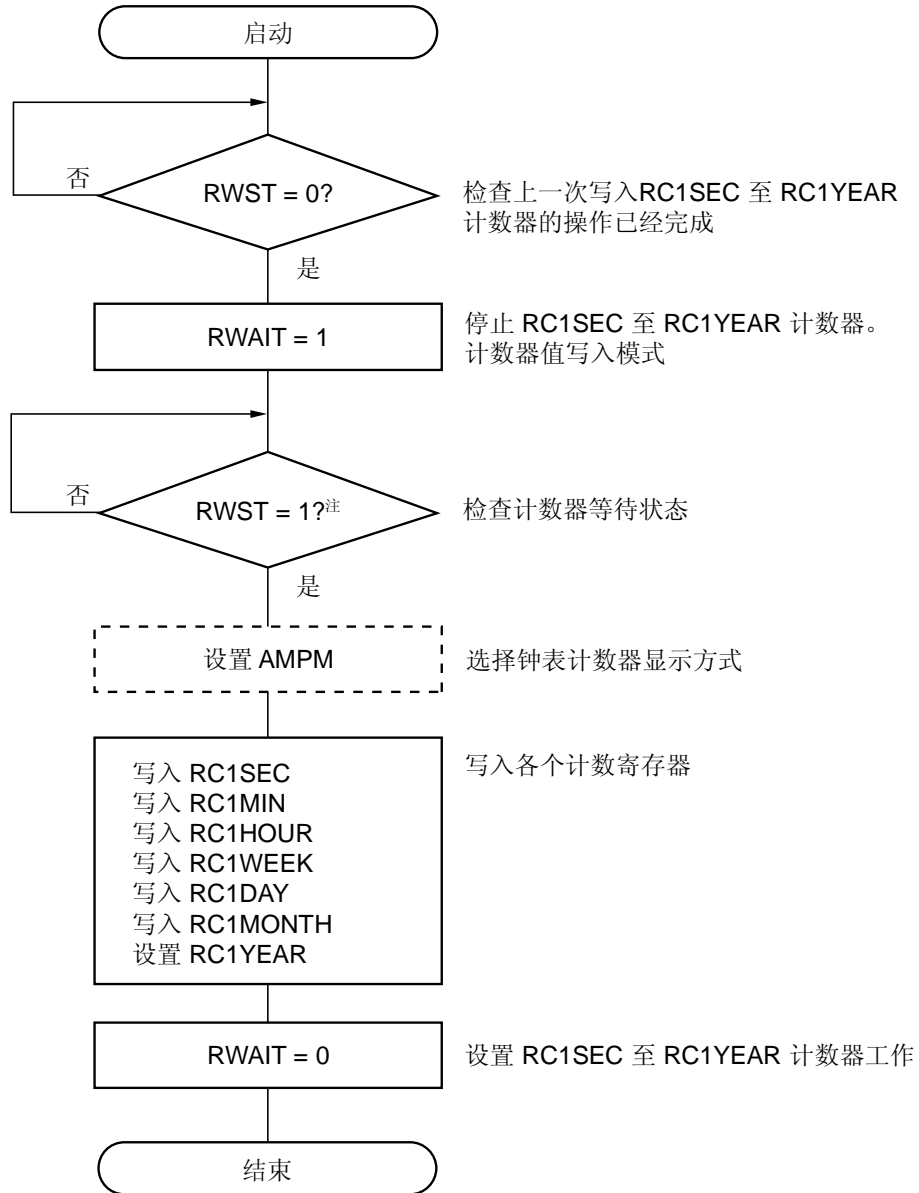 启动
否
RWST = 0?
检查上一次写入RC1SEC 至 RC1YEAR
计数器的操作已经完成
是
RWAIT = 1
停止 RC1SEC 至 RC1YEAR 计数器。
计数器值写入模式
否
RWST = 1?注
检查计数器等待状态
是
设置 AMPM
选择钟表计数器显示方式
写入 RC1SEC
写入 RC1MIN
写入 RC1HOUR
写入 RC1WEEK
写入 RC1DAY
写入 RC1MONTH
设置 RC1YEAR
写入各个计数寄存器
RWAIT = 0
设置 RC1SEC 至 RC1YEAR 计数器工作
结束